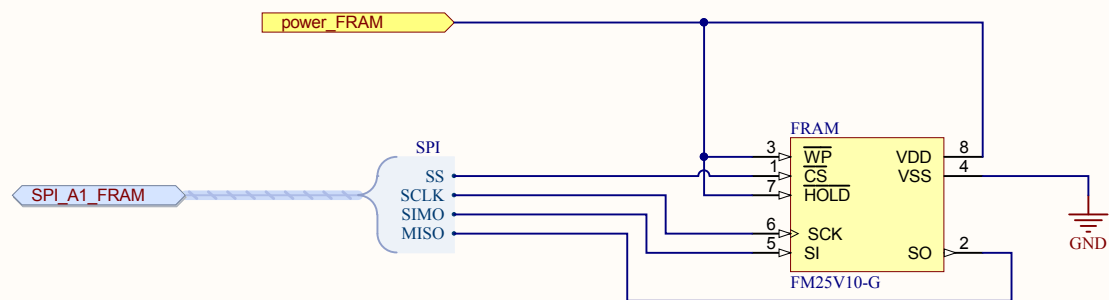 power_FRAM
FRAM
SPI
3 WP VDD 8
SS 1 CS VSS 4
SPI_A1_FRAM SCLK 7 HOLD
SIMO
MISO 6 SCK
5 SI SO 2
GND
FM25V10-G